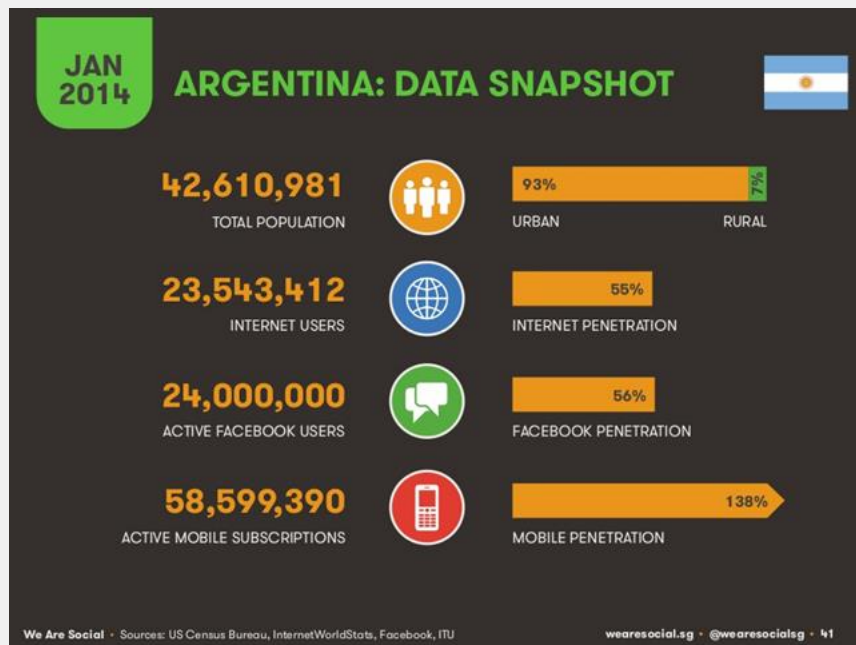 JAN
2014
ARGENTINA: DATA SNAPSHOT
42,610,981
TOTAL POPULATION
93%
7%
URBAN
RURAL
23,543,412
INTERNET USERS
55%
INTERNET PENETRATION
24,000,000
ACTIVE FACEBOOK USERS
56%
FACEBOOK PENETRATION
58,599,390
ACTIVE MOBILE SUBSCRIPTIONS
138%
MOBILE PENETRATION
We Are Social • Sources: US Census Bureau, InternetWorldStats, Facebook, ITU
wearesocial.sg • @wearesocialsg • 41